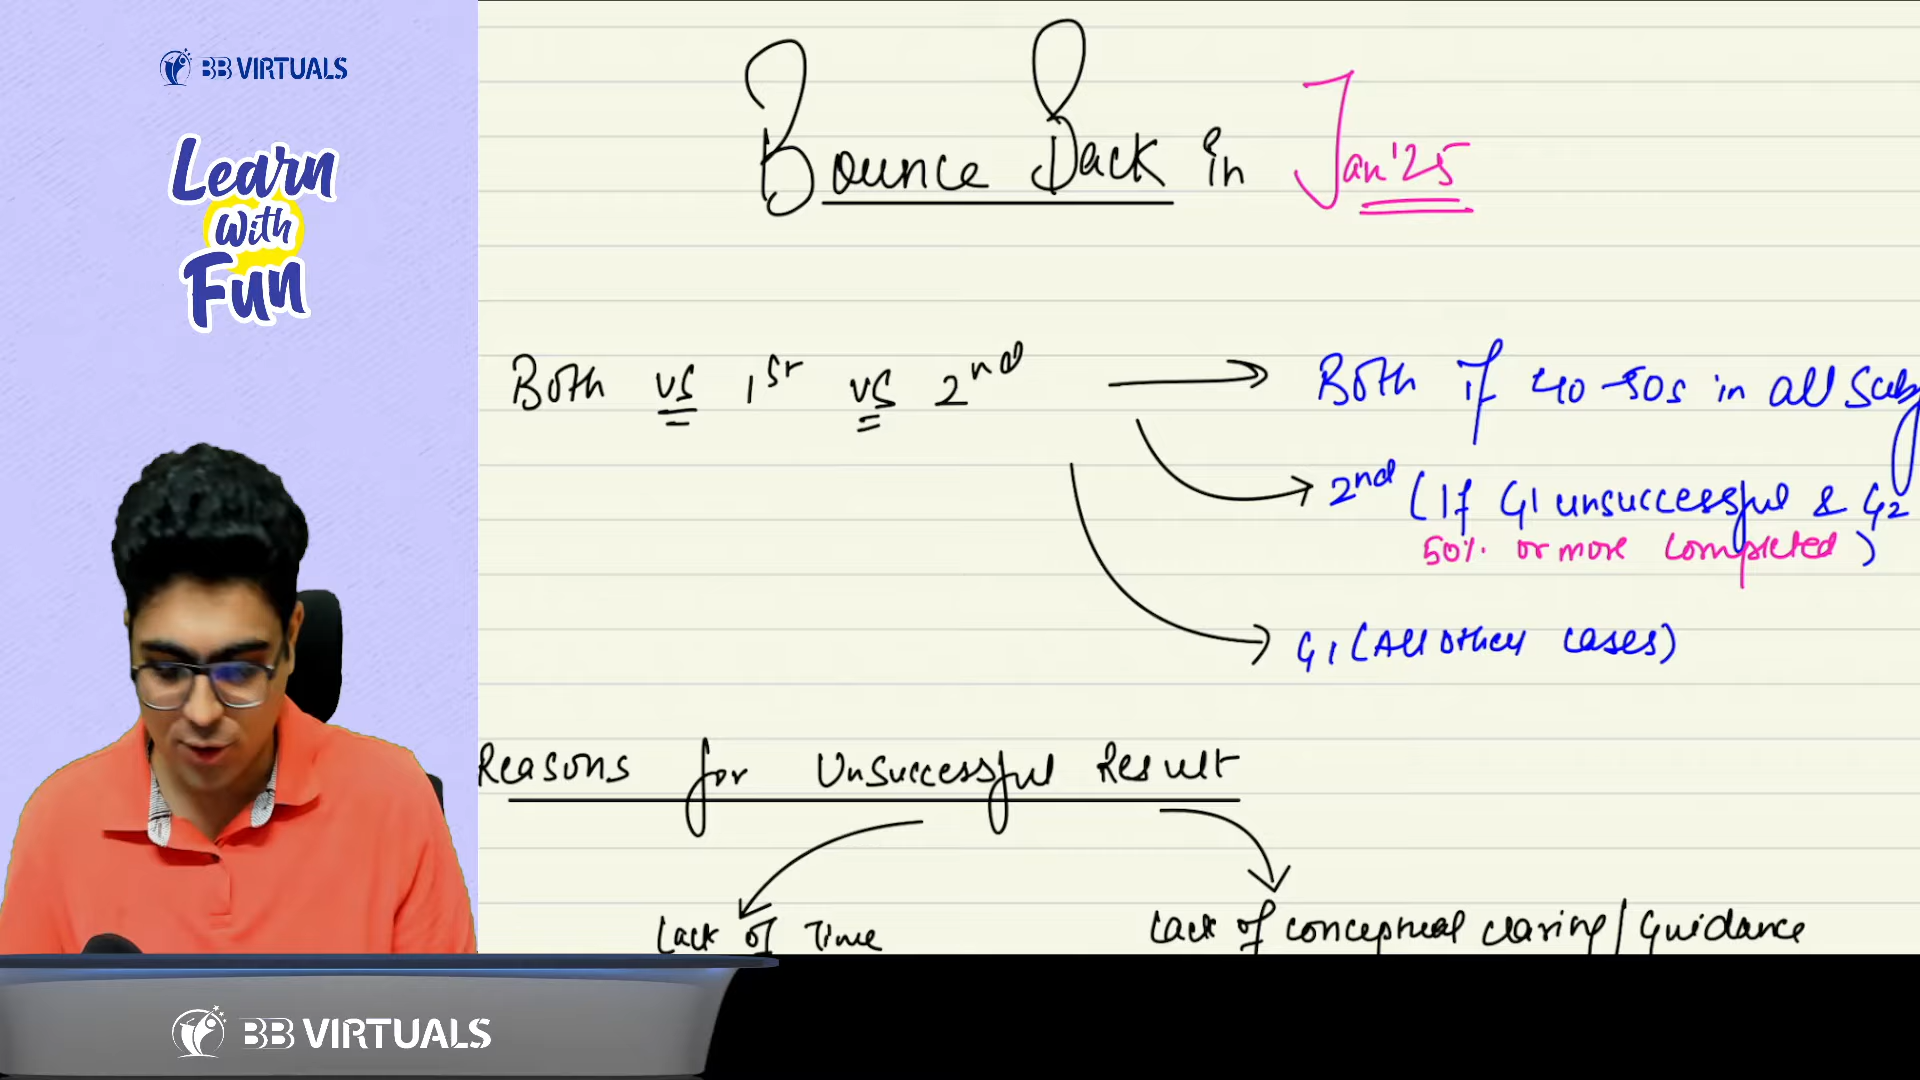 BB VIRTUALS
Learn
With
Fun
Bounce Back in Jan'25
Both vs 1st vs 2nd
Both if 40-50s in all Subj
2nd (If G1 unsuccessful & G2
50% or more completed)
G1 (All other cases)
Reasons for Unsuccessful Result
Lack of Time
Lack of conceptual claring / Guidance
BB VIRTUALS